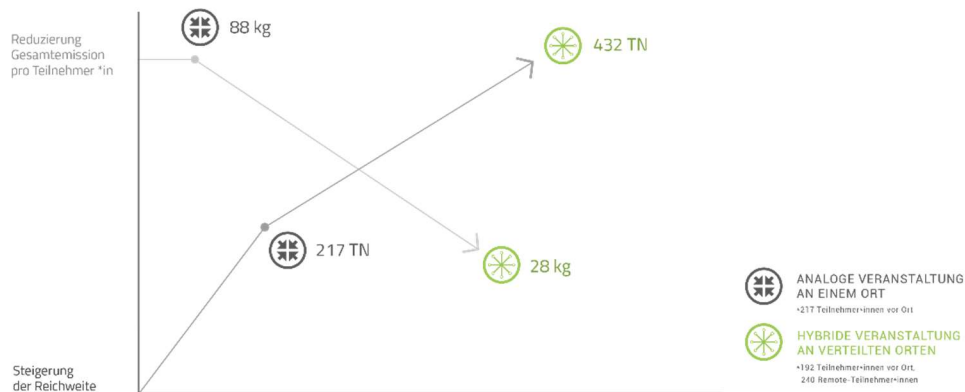 88 kg
Reduzierung
Gesamtemission
pro Teilnehmer *in
432 TN
217 TN
28 kg
ANALOGE VERANSTALTUNG
AN EINEM ORT
•217 Teilnehmer•innen vor Ort
HYBRIDE VERANSTALTUNG
AN VERTEILTEN ORTEN
•192 Teilnehmer•innen vor Ort,
240 Remote-Teilnehmer•innen
Steigerung
der Reichweite